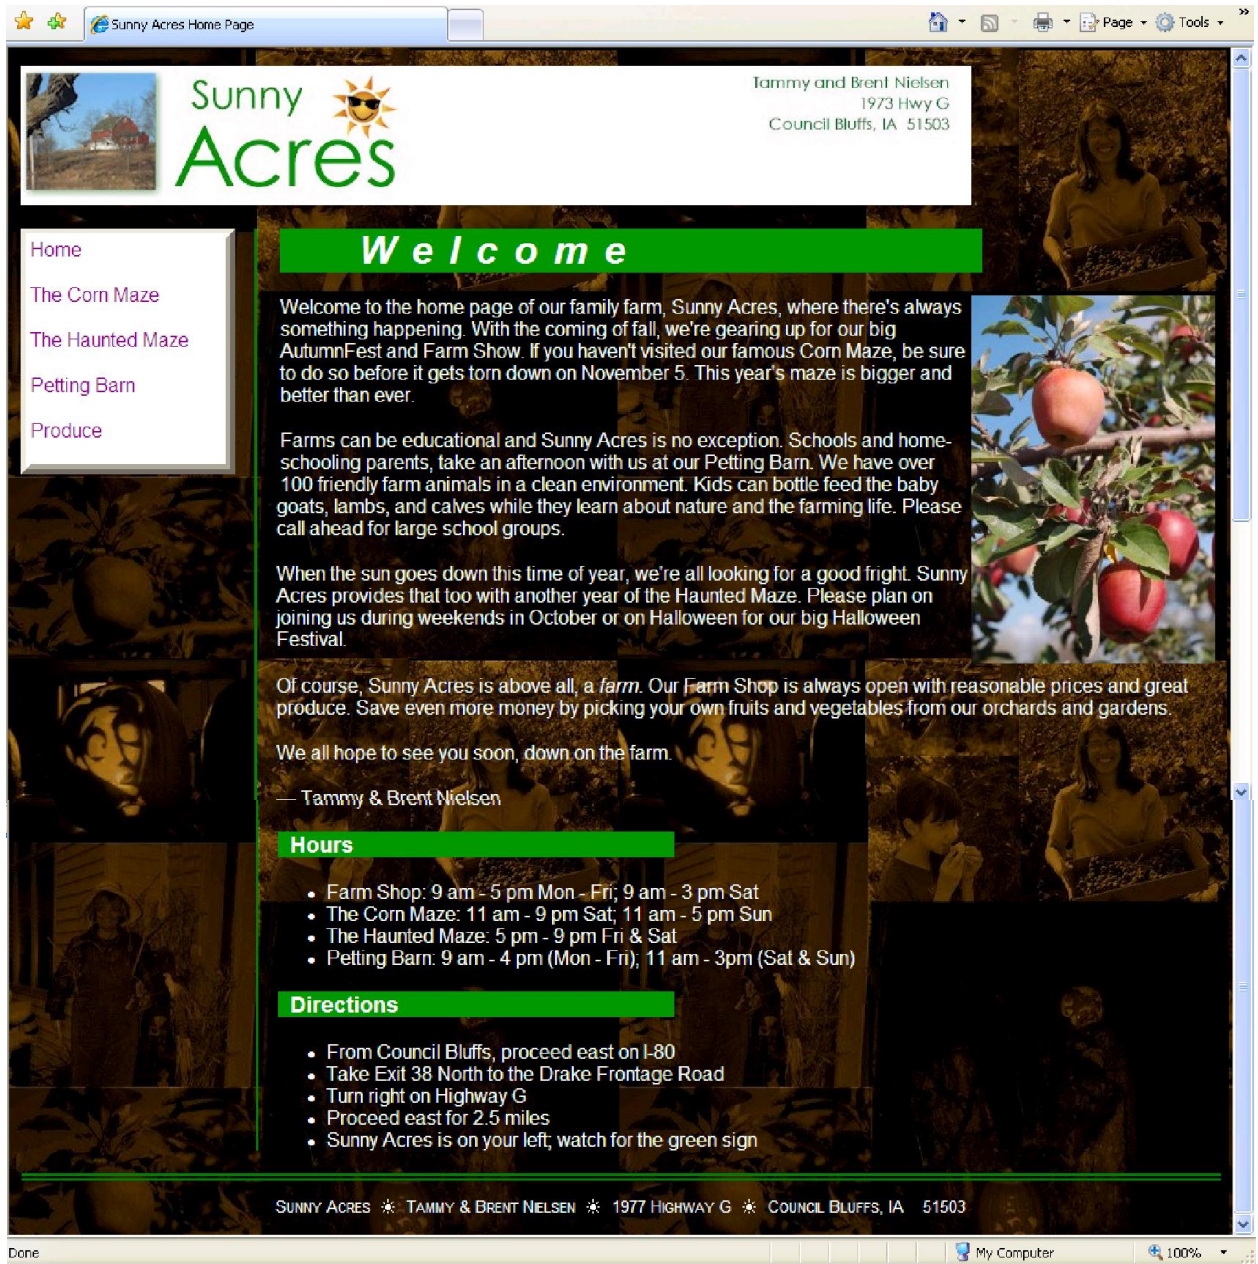 Sunny Acres Home Page
Page
Tools
»
Sunny
Acres
Tammy and Brent Nielsen
1973 Hwy G
Council Bluffs, IA 51503
Home
The Corn Maze
The Haunted Maze
Petting Barn
Produce
Welcome
Welcome to the home page of our family farm, Sunny Acres, where there's always
something happening. With the coming of fall, we're gearing up for our big
AutumnFest and Farm Show. If you haven't visited our famous Corn Maze, be sure
to do so before it gets torn down on November 5. This year's maze is bigger and
better than ever.
Farms can be educational and Sunny Acres is no exception. Schools and home-
schooling parents, take an afternoon with us at our Petting Barn. We have over
100 friendly farm animals in a clean environment. Kids can bottle feed the baby
goats, lambs, and calves while they learn about nature and the farming life. Please
call ahead for large school groups.
When the sun goes down this time of year, we're all looking for a good fright. Sunny
Acres provides that too with another year of the Haunted Maze. Please plan on
joining us during weekends in October or on Halloween for our big Halloween
Festival.
Of course, Sunny Acres is above all, a farm. Our Farm Shop is always open with reasonable prices and great
produce. Save even more money by picking your own fruits and vegetables from our orchards and gardens.
We all hope to see you soon, down on the farm.
— Tammy & Brent Nielsen
Hours
• Farm Shop: 9 am - 5 pm Mon - Fri; 9 am - 3 pm Sat
• The Corn Maze: 11 am - 9 pm Sat; 11 am - 5 pm Sun
• The Haunted Maze: 5 pm - 9 pm Fri & Sat
• Petting Barn: 9 am - 4 pm (Mon - Fri); 11 am - 3pm (Sat & Sun)
Directions
• From Council Bluffs, proceed east on I-80
• Take Exit 38 North to the Drake Frontage Road
• Turn right on Highway G
• Proceed east for 2.5 miles
• Sunny Acres is on your left; watch for the green sign
Sunny Acres ☀ Tammy & Brent Nielsen ☀ 1977 Highway G ☀ Council Bluffs, IA 51503
Done
My Computer
100%